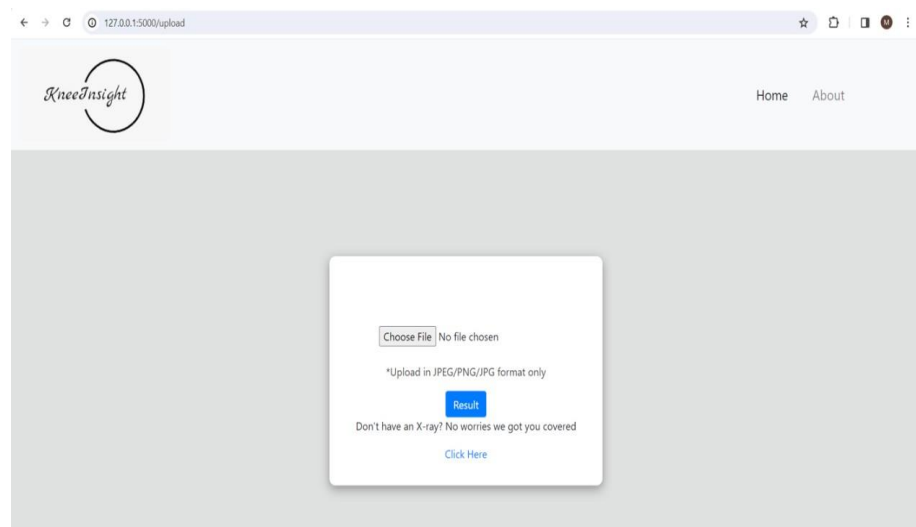 127.0.0.1:5000/upload
M
KneeInsight
Home About
Choose File No file chosen
*Upload in JPEG/PNG/JPG format only
Result
Don't have an X-ray? No worries we got you covered
Click Here